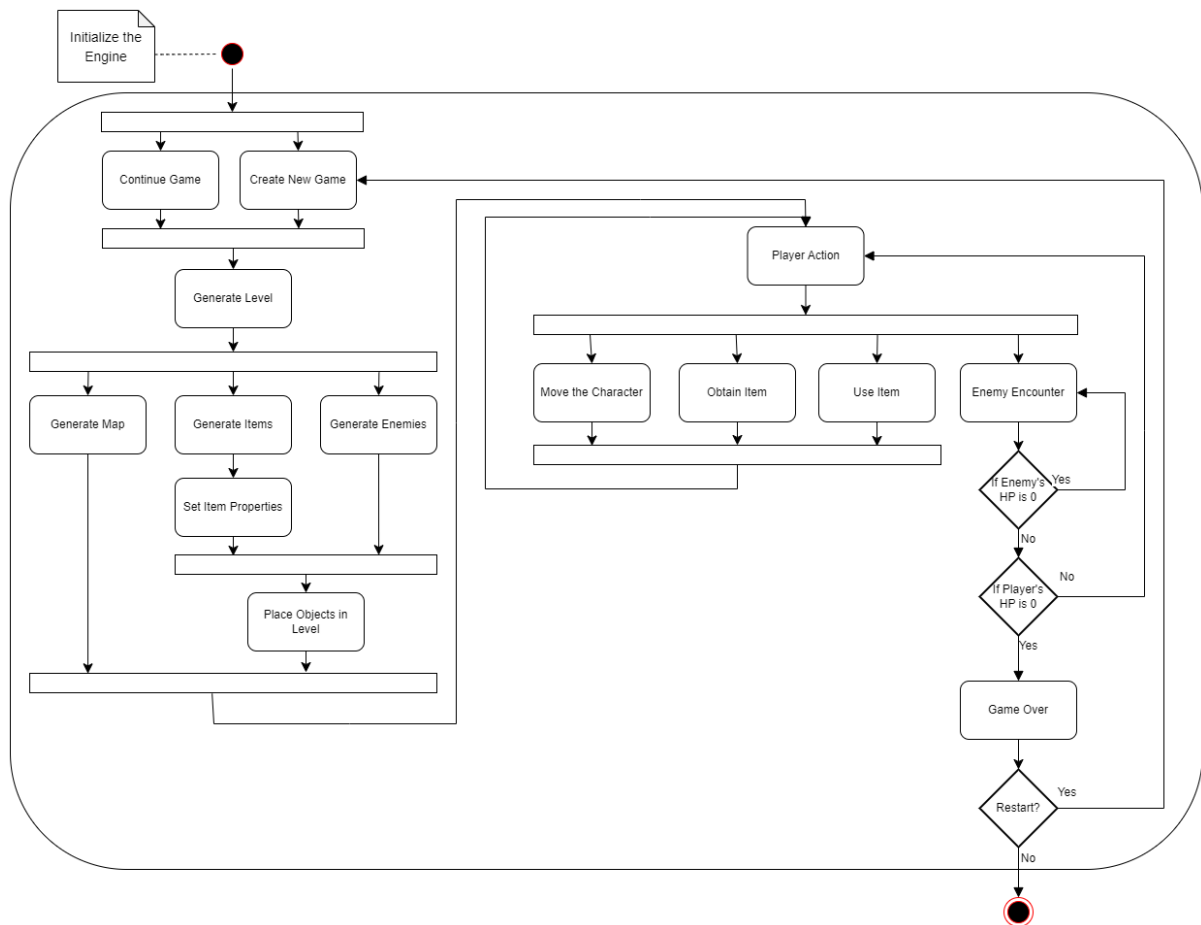 Initialize the
Engine
Continue Game
Create New Game
Generate Level
Generate Map
Generate Items
Generate Enemies
Set Item Properties
Place Objects in
Level
Player Action
Move the Character
Obtain Item
Use Item
Enemy Encounter
If Enemy's
HP is 0
Yes
No
If Player's
HP is 0
No
Yes
Game Over
Restart?
Yes
No